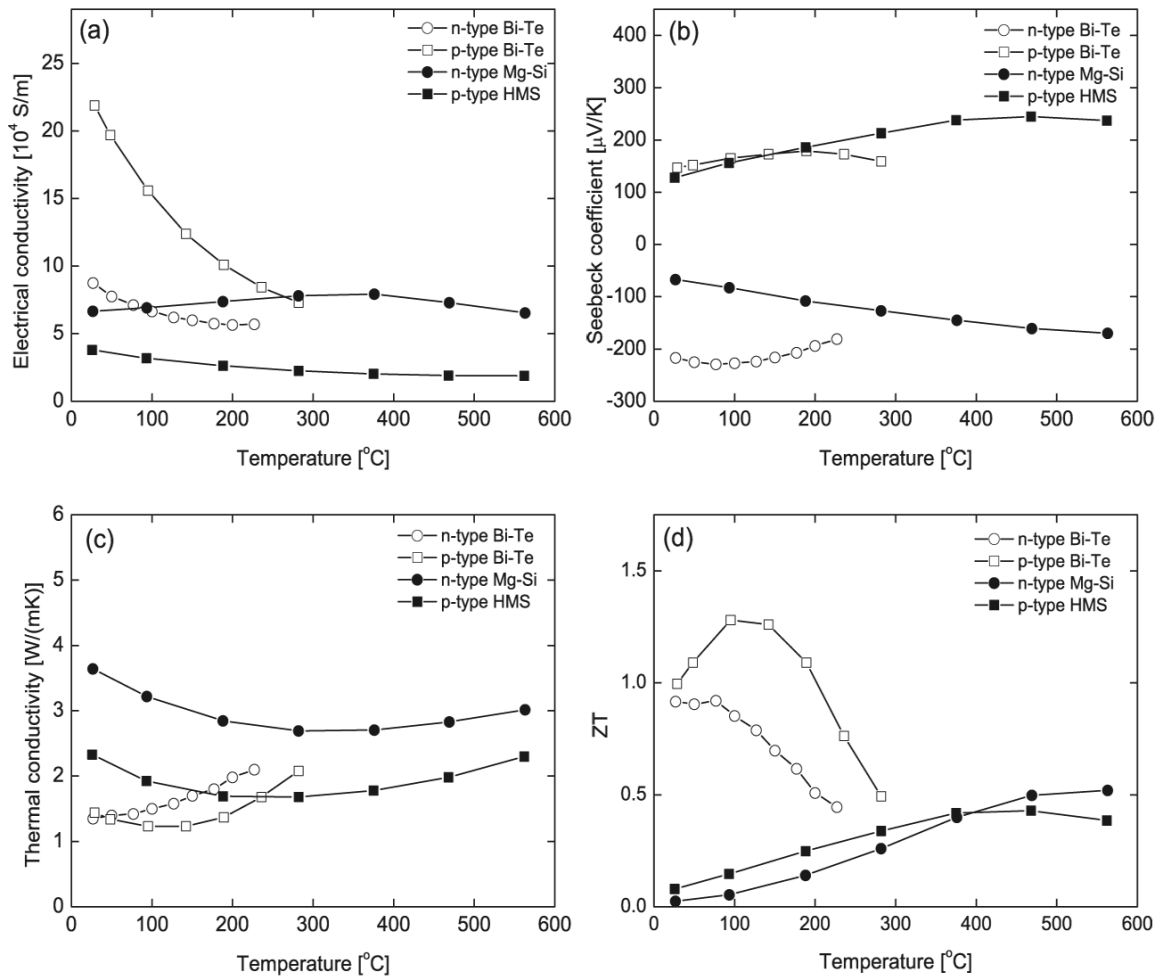 (a)
n-type Bi-Te
p-type Bi-Te
n-type Mg-Si
p-type HMS
Electrical conductivity [10⁴ S/m]
25
20
15
10
5
0
0 100 200 300 400 500 600
Temperature [°C]
(b)
n-type Bi-Te
p-type Bi-Te
n-type Mg-Si
p-type HMS
Seebeck coefficient [μV/K]
400
300
200
100
0
-100
-200
-300
0 100 200 300 400 500 600
Temperature [°C]
(c)
n-type Bi-Te
p-type Bi-Te
n-type Mg-Si
p-type HMS
Thermal conductivity [W/(mK)]
6
5
4
3
2
1
0
0 100 200 300 400 500 600
Temperature [°C]
(d)
n-type Bi-Te
p-type Bi-Te
n-type Mg-Si
p-type HMS
ZT
1.5
1.0
0.5
0.0
0 100 200 300 400 500 600
Temperature [°C]